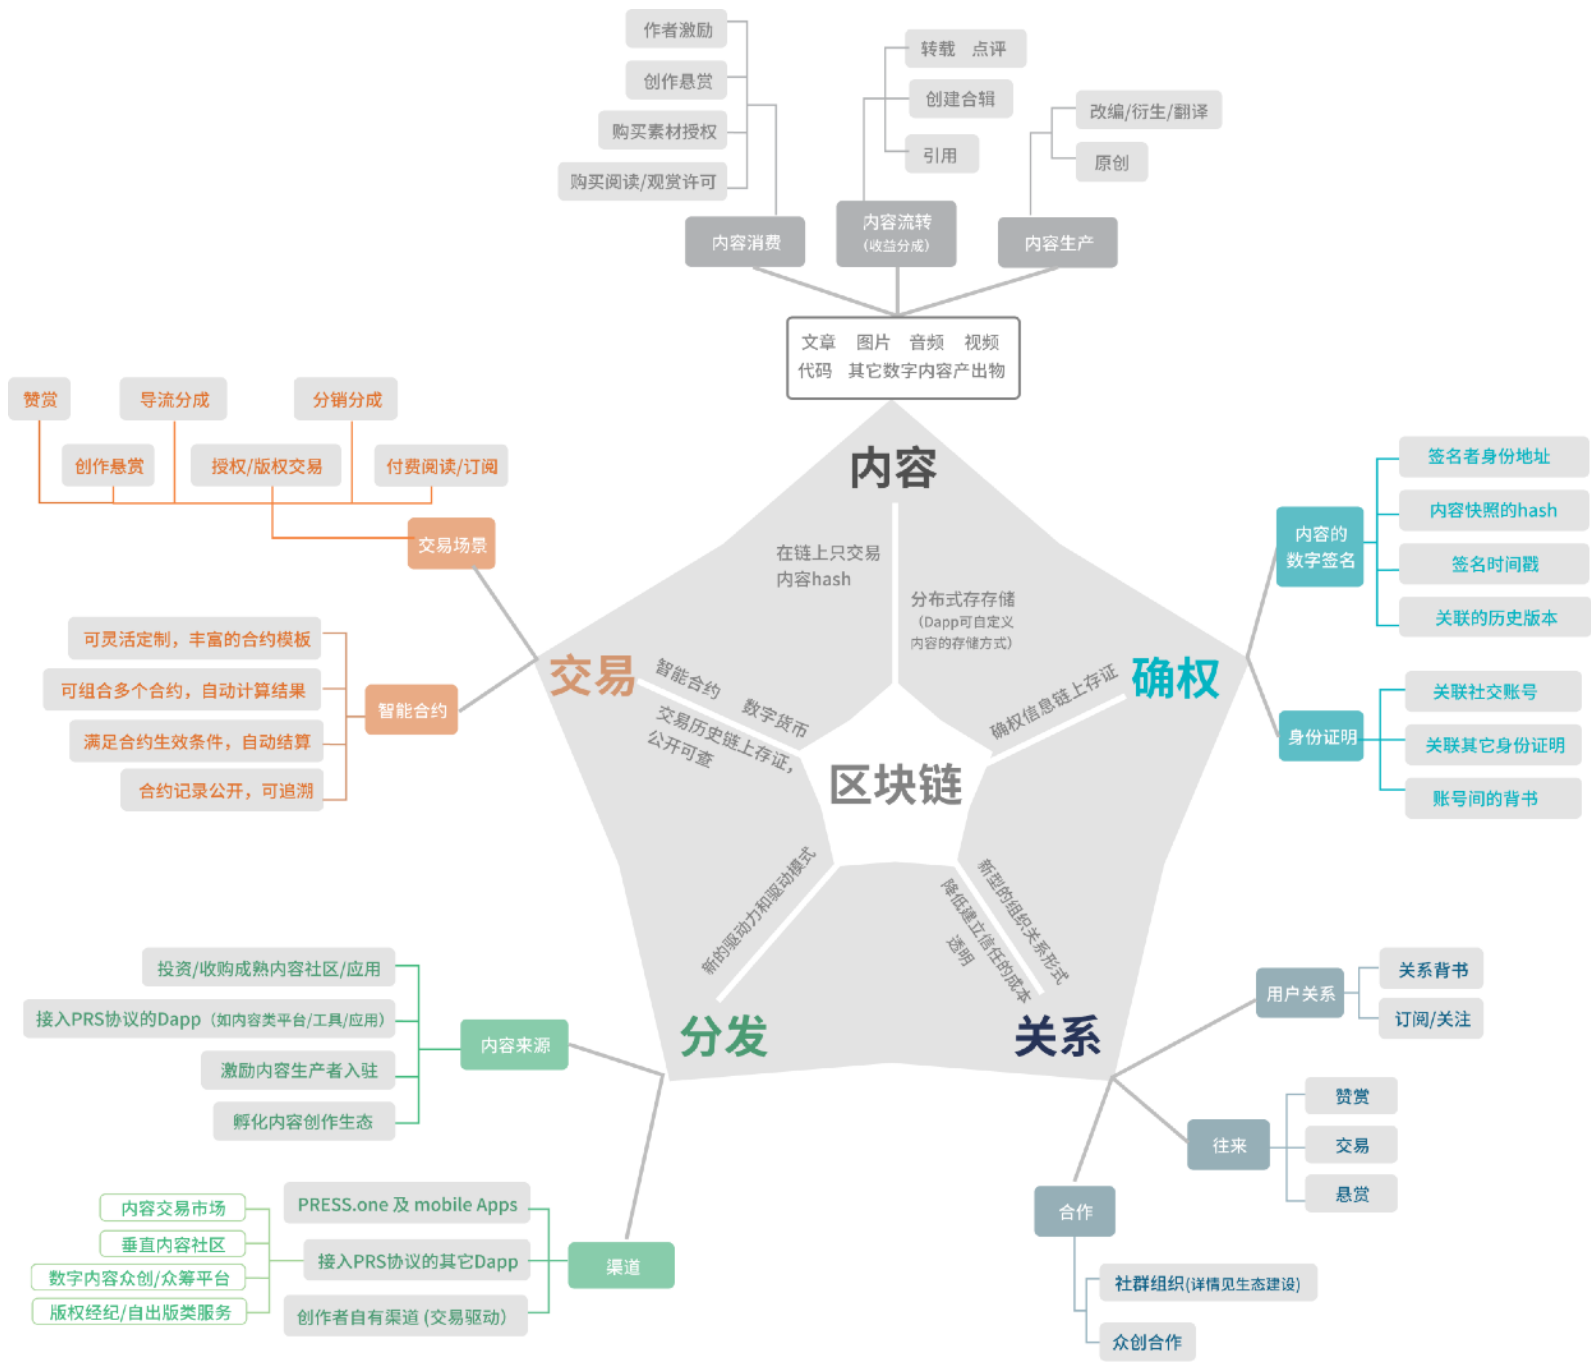 作者激励
创作悬赏
购买素材授权
购买阅读/观赏许可
内容消费
转载 点评
创建合辑
引用
内容流转
（收益分成）
改编/衍生/翻译
原创
内容生产
文章 图片 音频 视频
代码 其它数字内容产出物
内容
在链上只交易
内容hash
分布式存存储
（Dapp可自定义
内容的存储方式）
赞赏
导流分成
分销分成
创作悬赏
授权/版权交易
付费阅读/订阅
交易场景
可灵活定制，丰富的合约模板
可组合多个合约，自动计算结果
满足合约生效条件，自动结算
合约记录公开，可追溯
智能合约
交易
智能合约 数字货币
交易历史链上存证，
公开可查
确权
确权信息链上存证
内容的
数字签名
签名者身份地址
内容快照的hash
签名时间戳
关联的历史版本
身份证明
关联社交账号
关联其它身份证明
账号间的背书
区块链
新的驱动力和驱动模式
新型的组织关系形式
降低建立信任的成本
透明
分发
关系
投资/收购成熟内容社区/应用
接入PRS协议的Dapp（如内容类平台/工具/应用）
激励内容生产者入驻
孵化内容创作生态
内容来源
PRESS.one 及 mobile Apps
接入PRS协议的其它Dapp
创作者自有渠道 (交易驱动）
渠道
内容交易市场
垂直内容社区
数字内容众创/众筹平台
版权经纪/自出版类服务
用户关系
关系背书
订阅/关注
往来
赞赏
交易
悬赏
合作
社群组织(详情见生态建设)
众创合作